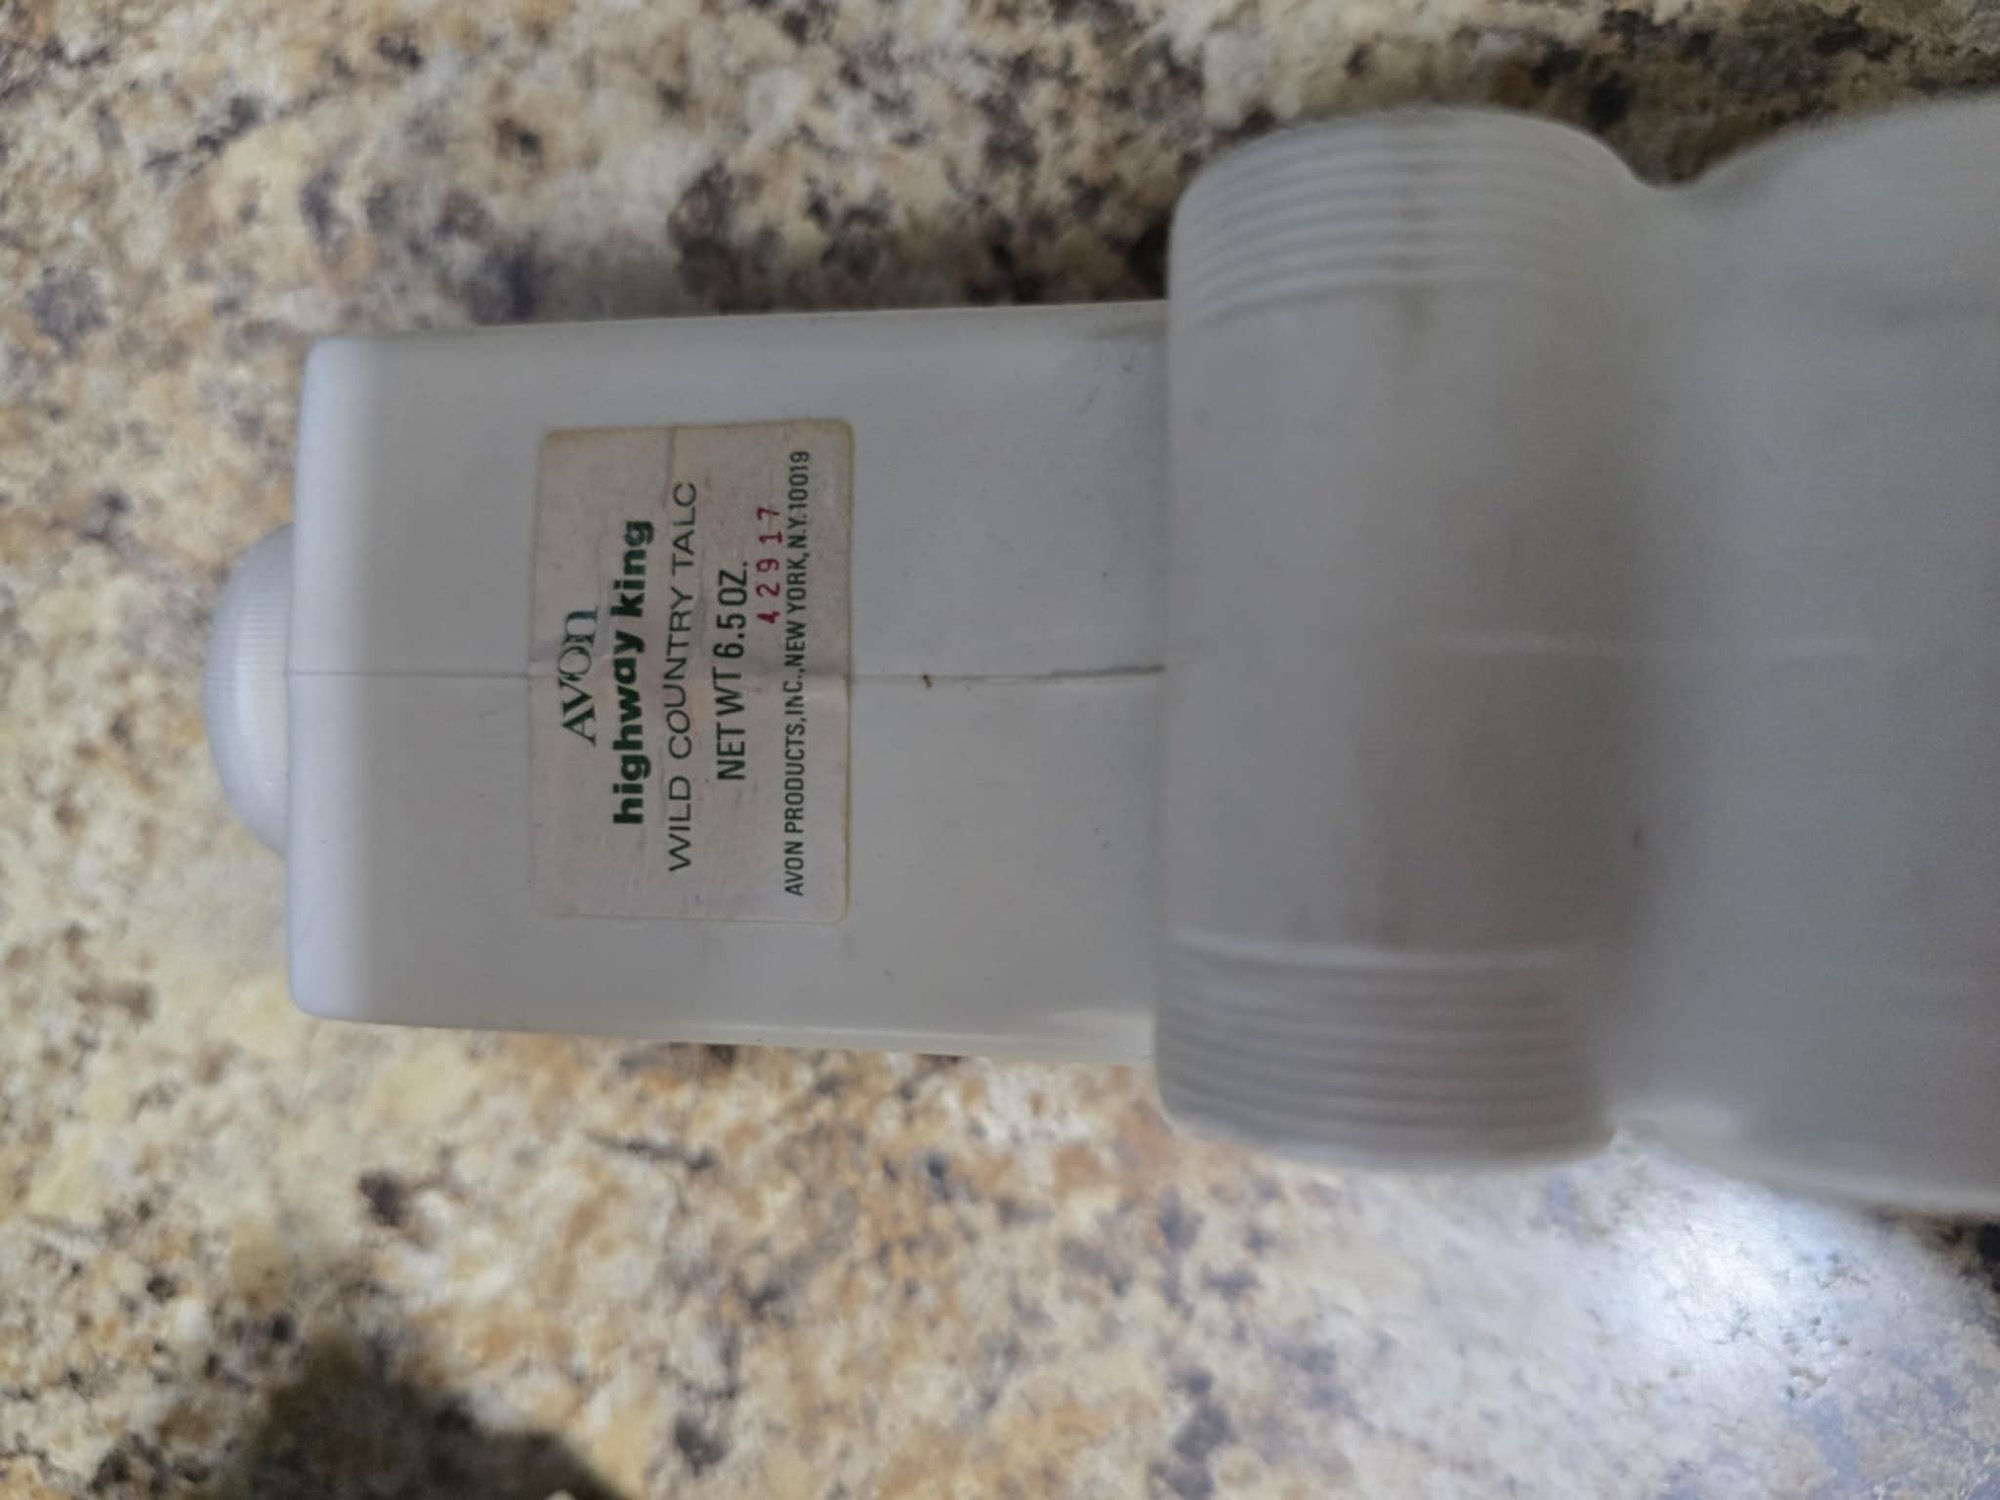 AVON
highway king
WILD COUNTRY TALC
NET WT 6.5 OZ.
42917
AVON PRODUCTS, INC., NEW YORK, N.Y. 10019